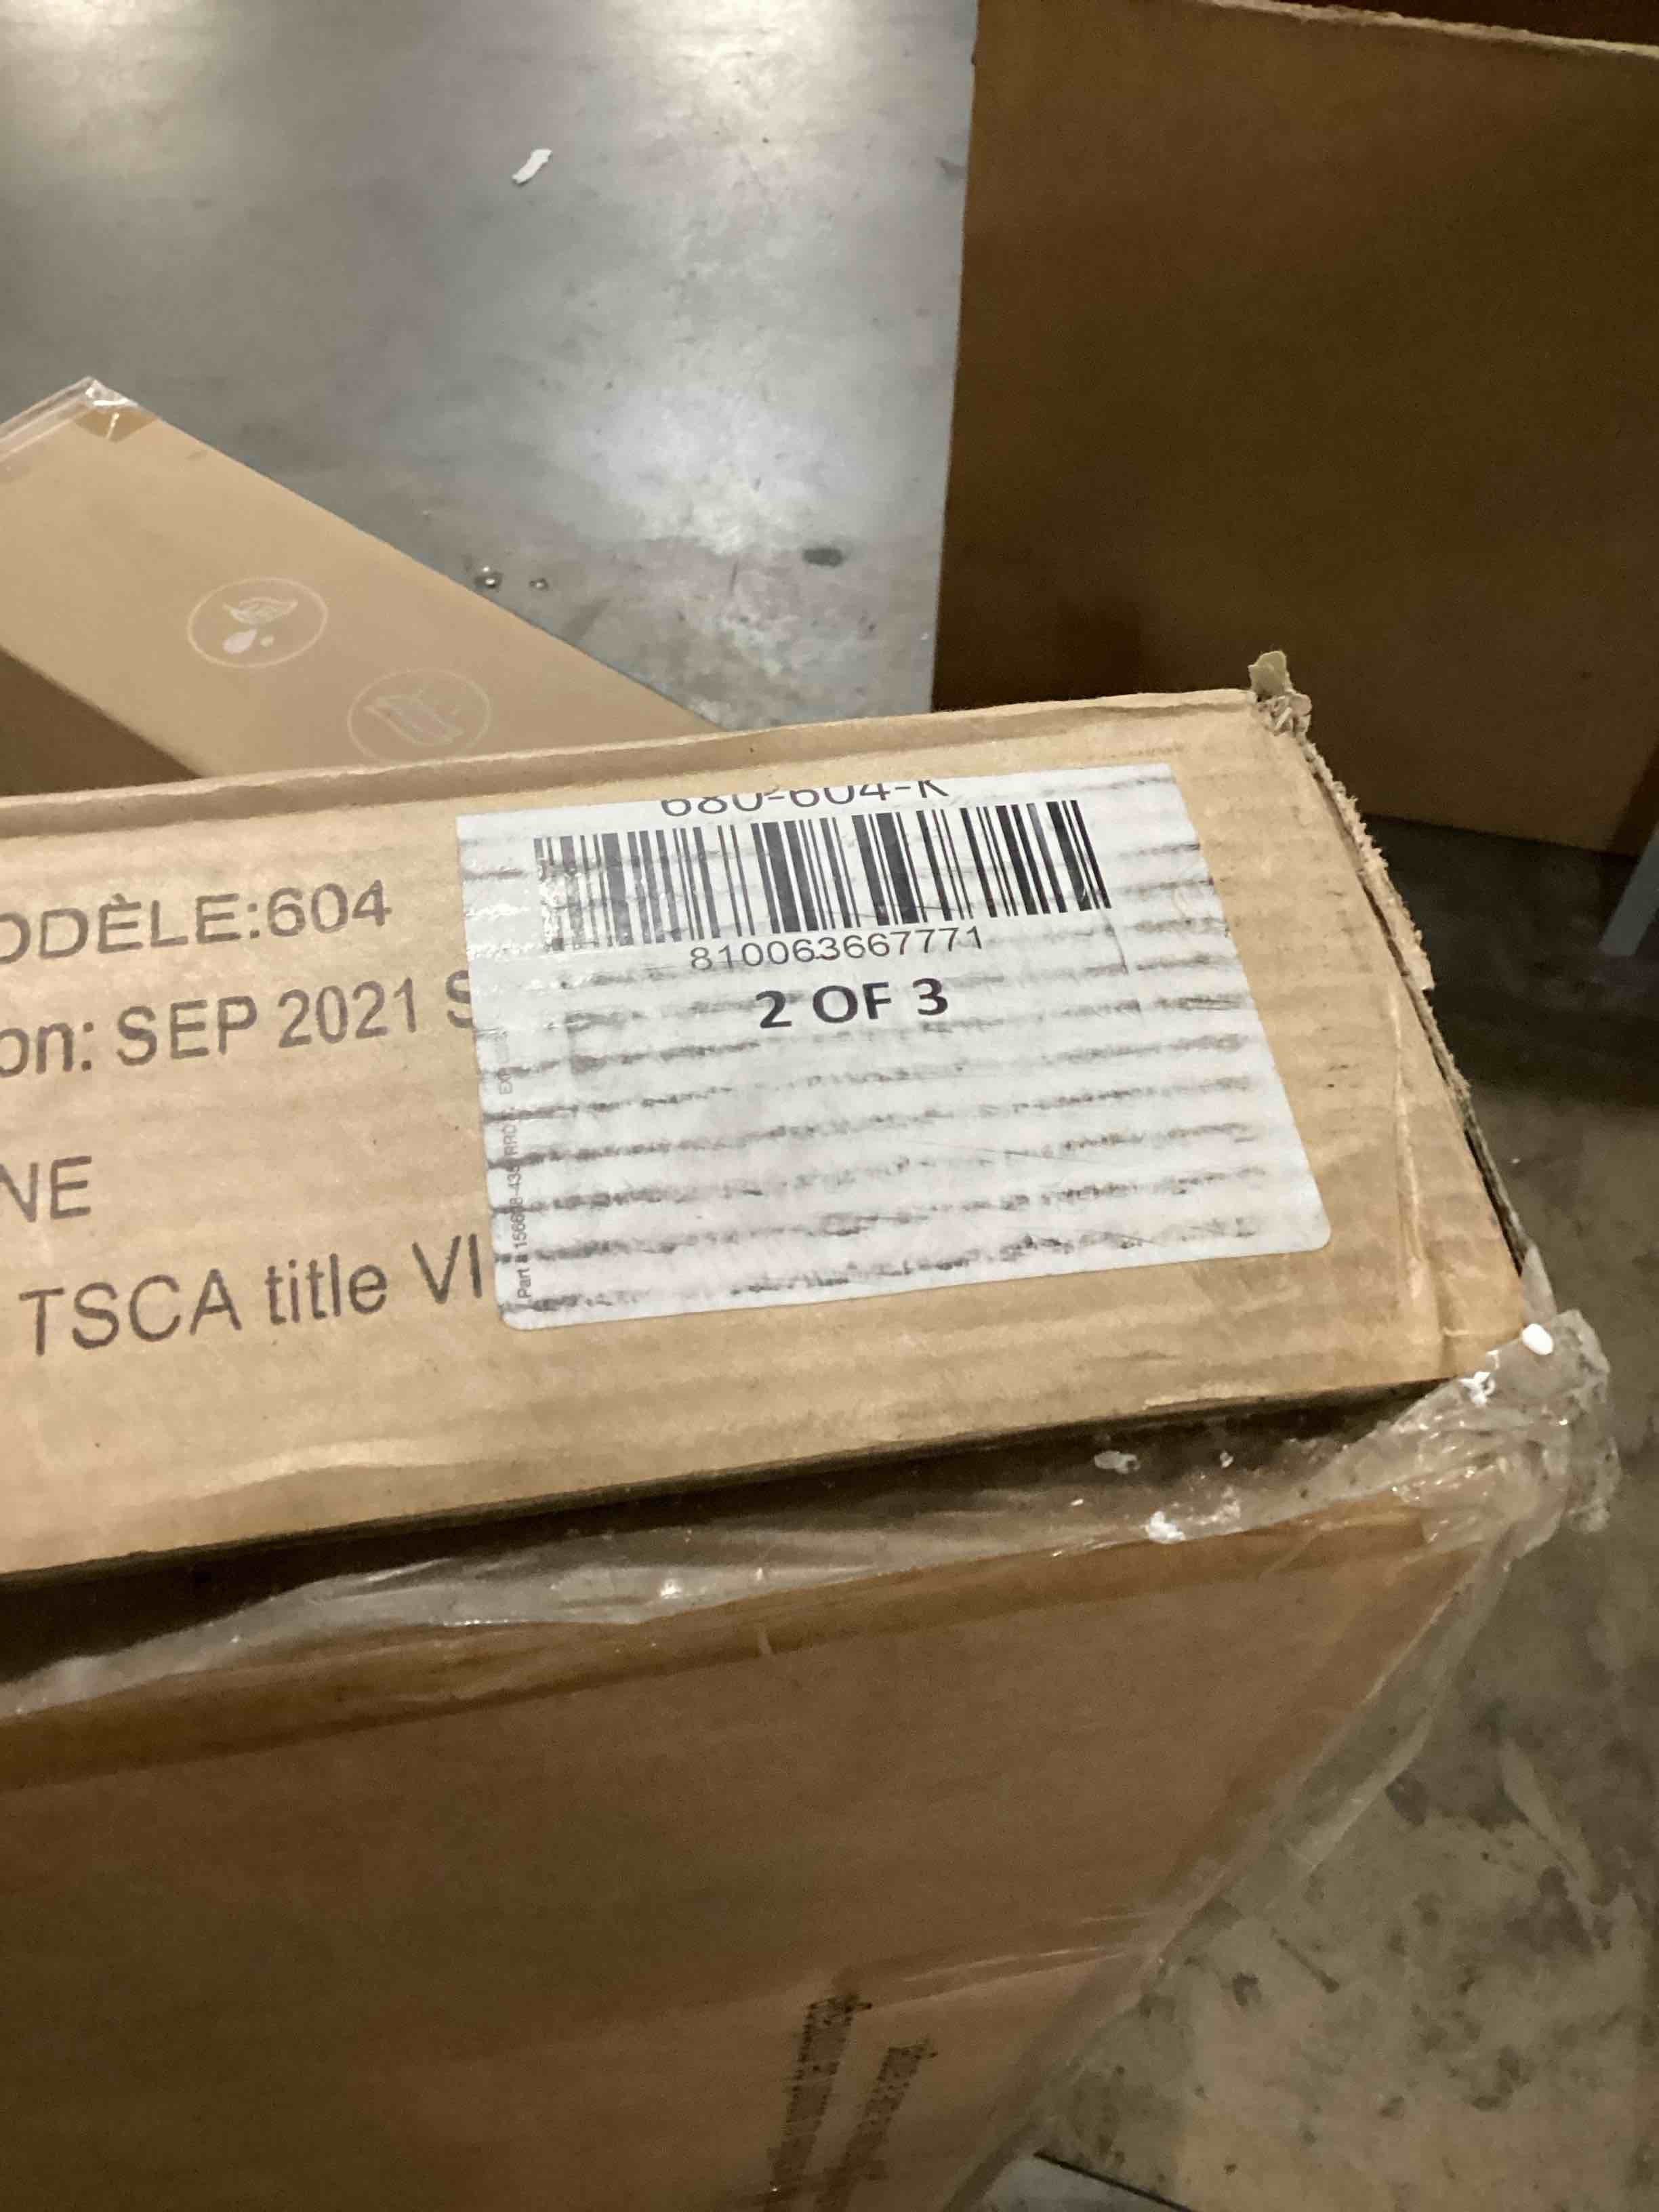 680-604-K
810063667771
2 OF 3
ODÈLE:604
on: SEP 2021 S
NE
TSCA title VI